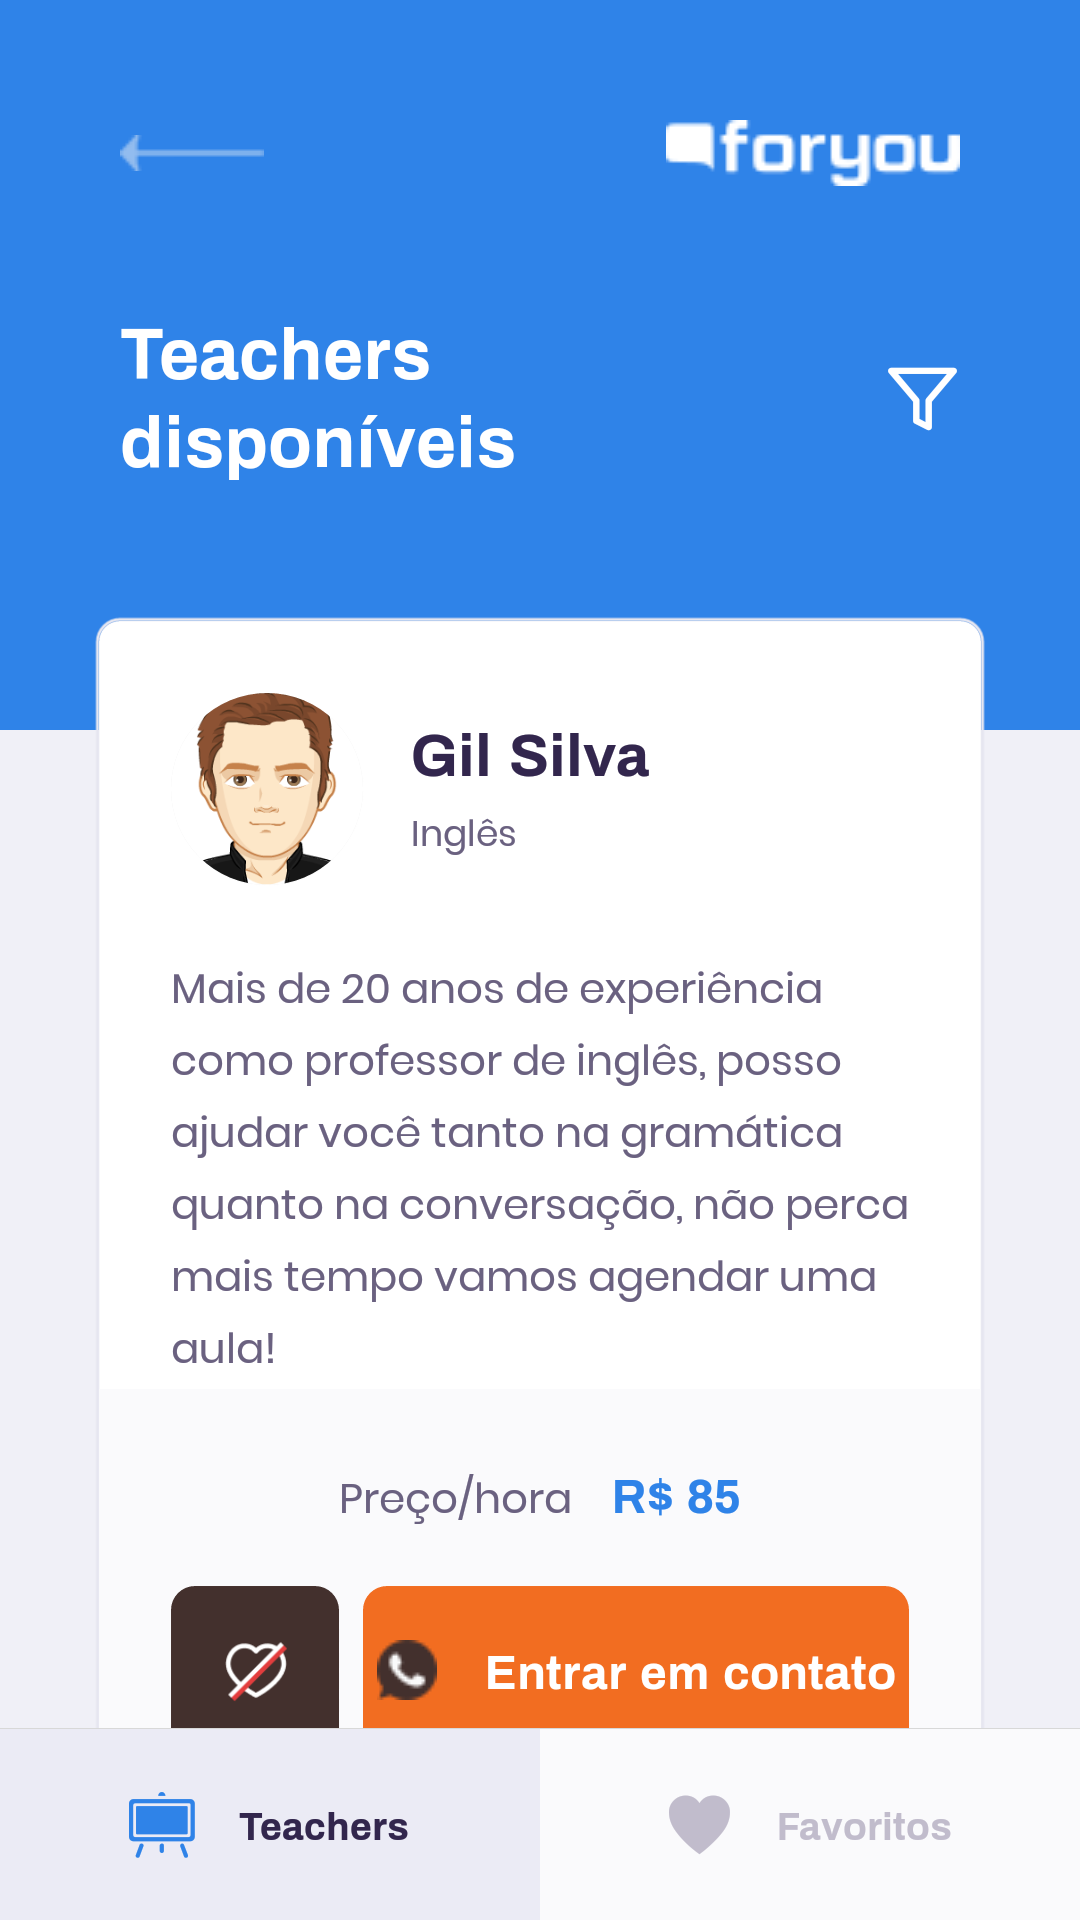 foryou
Teachers
disponíveis
Gil Silva
Inglês
Mais de 20 anos de experiência
como professor de inglês, posso
ajudar você tanto na gramática
quanto na conversação, não perca
mais tempo vamos agendar uma
aula!
Preço/hora R$ 85
Entrar em contato
Teachers Favoritos